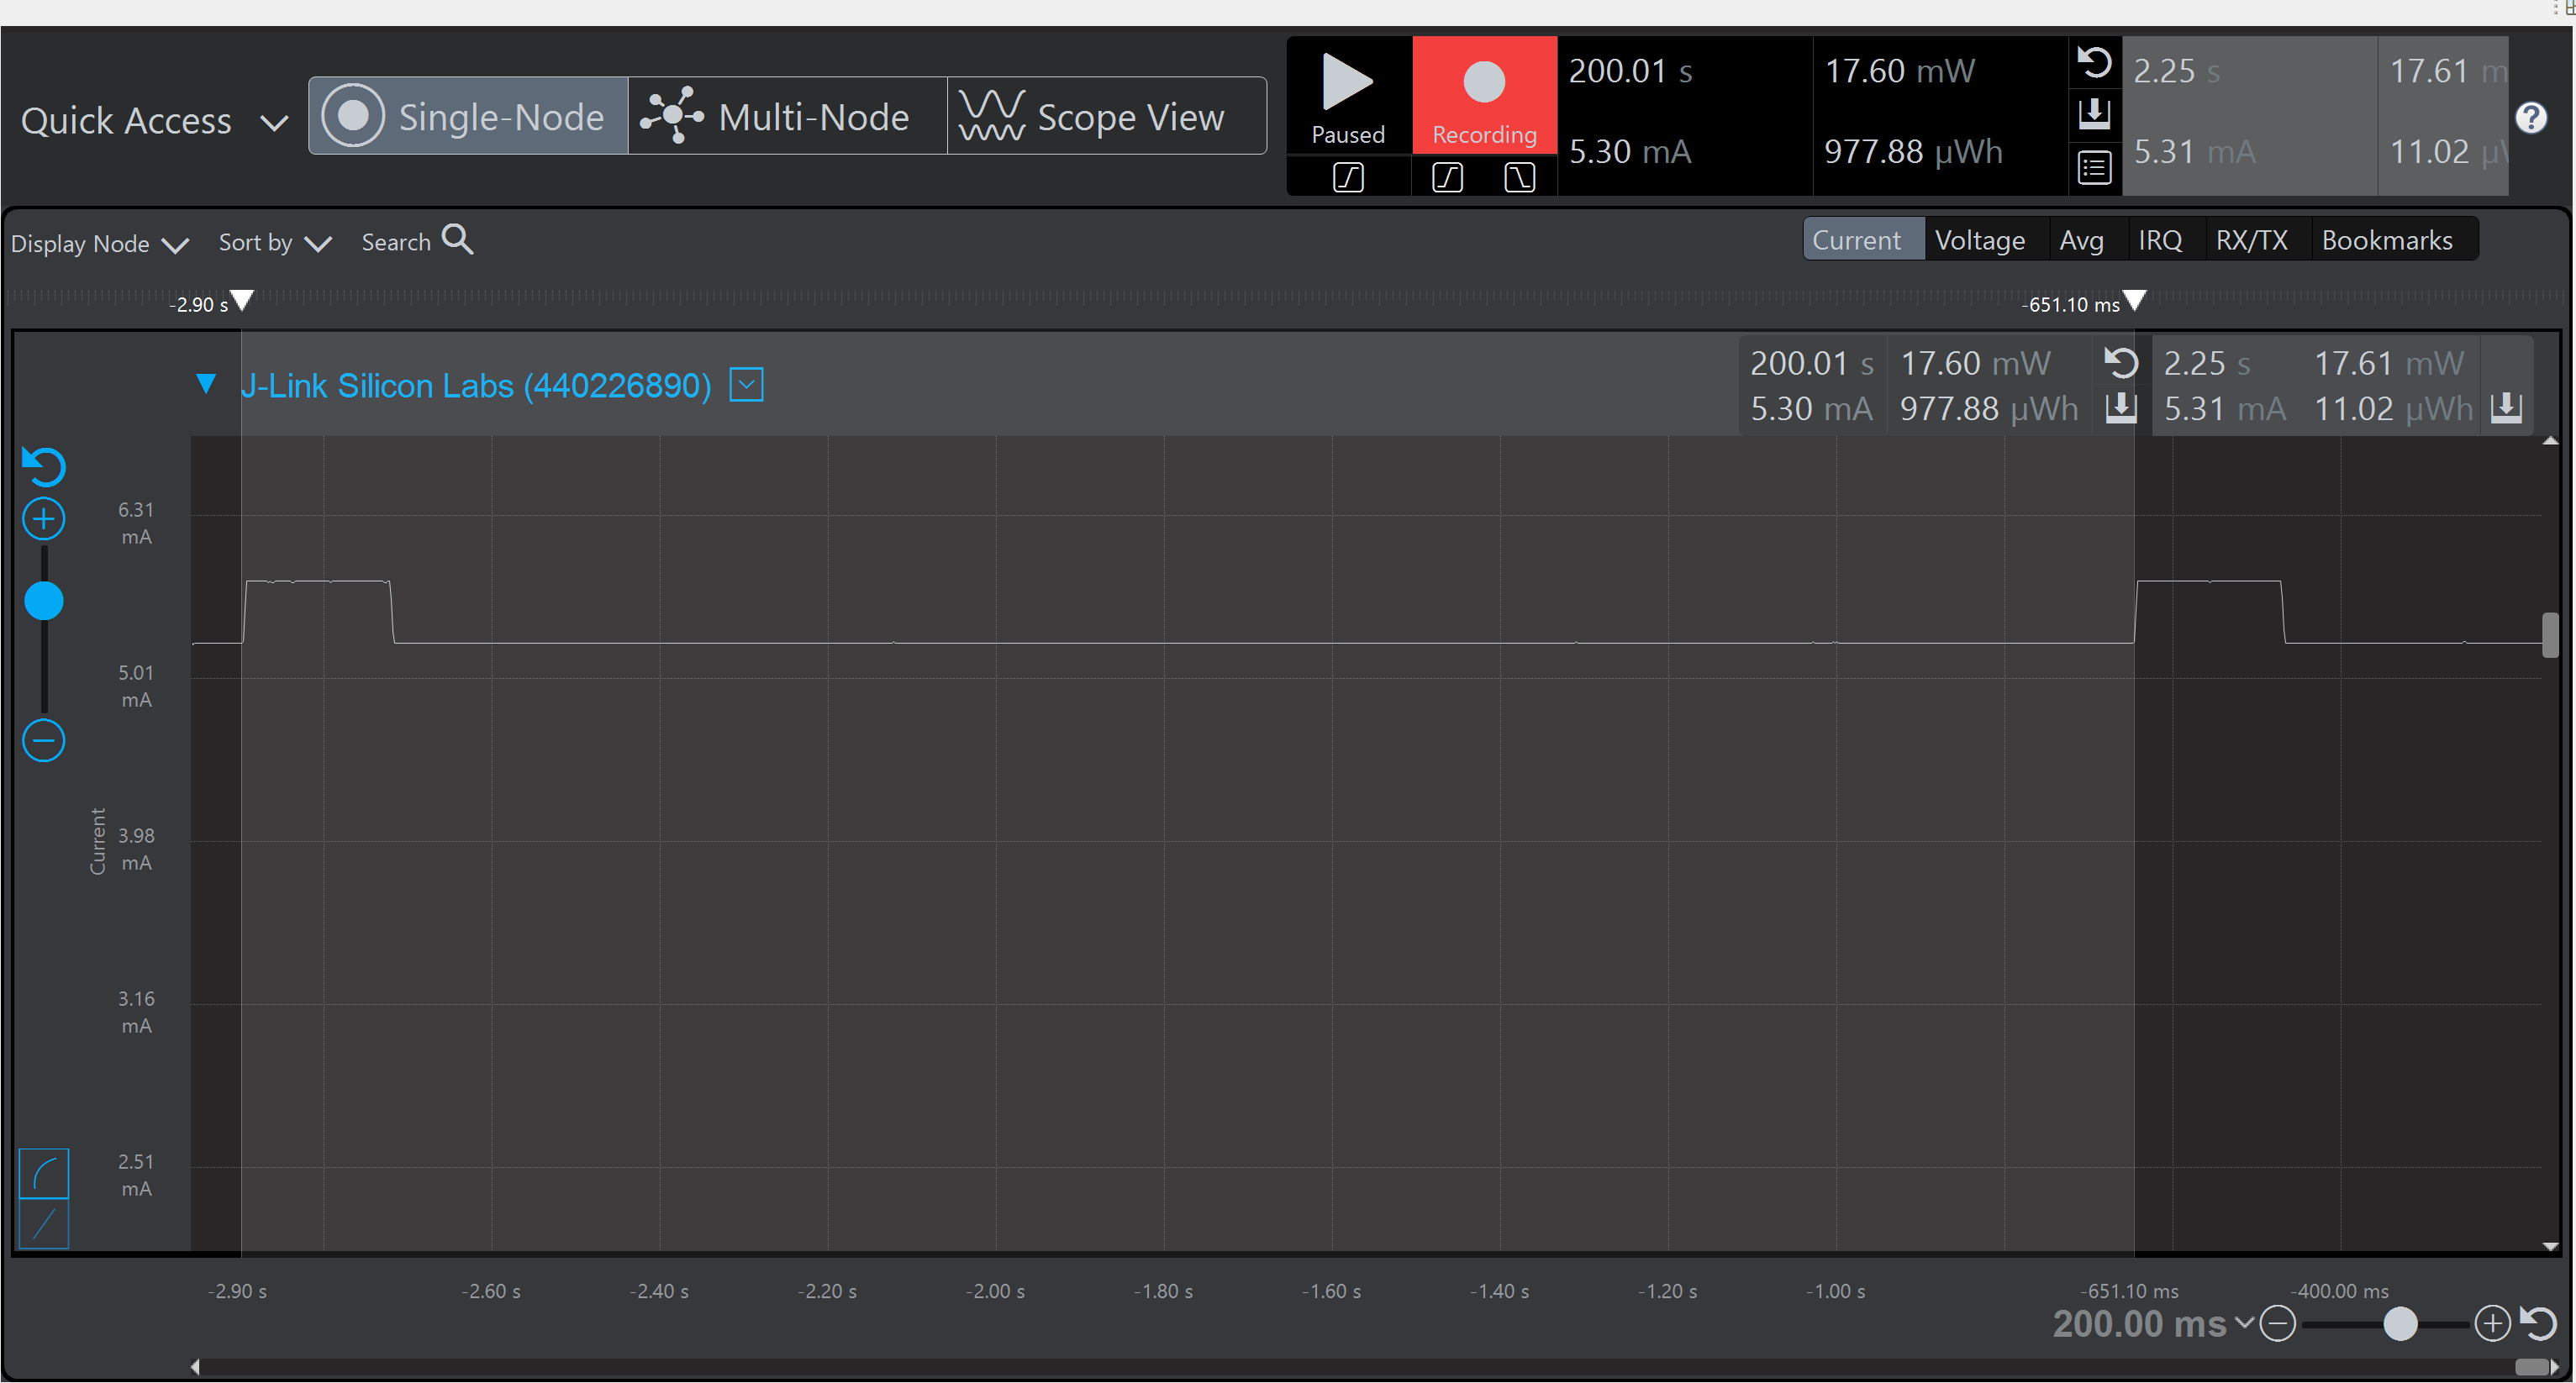 Quick Access
Single-Node
Multi-Node
Scope View
Paused
Recording
200.01 s
17.60 mW
5.30 mA
977.88 µWh
2.25 s
17.61 m
5.31 mA
11.02 µ
Display Node
Sort by
Search
Current
Voltage
Avg
IRQ
RX/TX
Bookmarks
-2.90 s
-651.10 ms
J-Link Silicon Labs (440226890)
200.01 s
17.60 mW
5.30 mA
977.88 µWh
2.25 s
17.61 mW
5.31 mA
11.02 µWh
6.31
mA
5.01
mA
3.98
mA
3.16
mA
2.51
mA
Current
-2.90 s
-2.60 s
-2.40 s
-2.20 s
-2.00 s
-1.80 s
-1.60 s
-1.40 s
-1.20 s
-1.00 s
-651.10 ms
-400.00 ms
200.00 ms